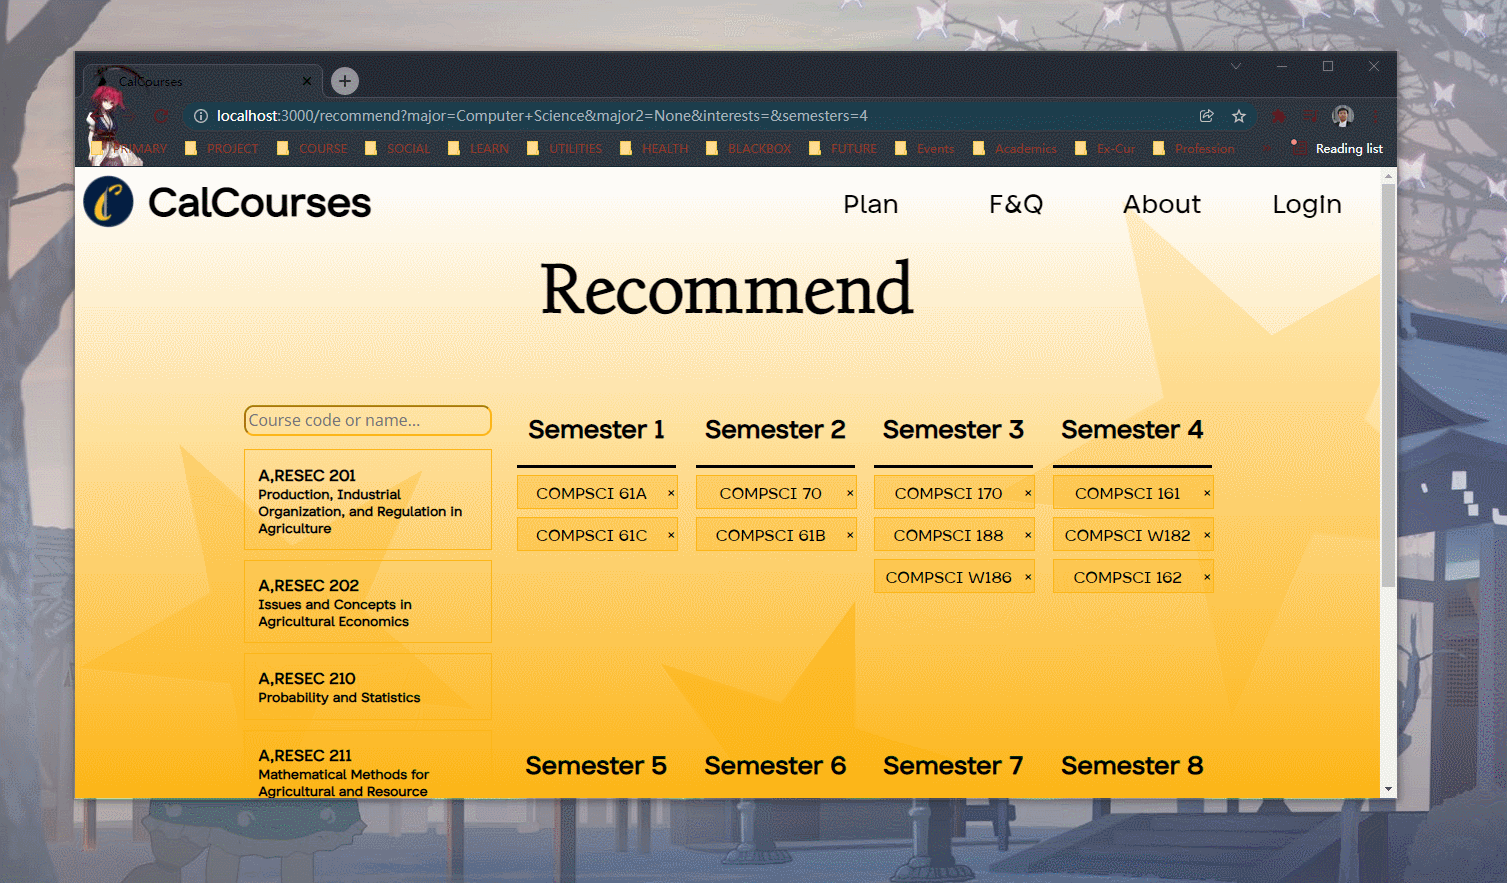 CalCourses
localhost:3000/recommend?major=Computer+Science&major2=None&interests=&semesters=4
PRIMARY PROJECT COURSE SOCIAL LEARN UTILITIES HEALTH BLACKBOX FUTURE Events Academics Ex-Cur Profession Reading list
CalCourses Plan F&Q About Login
Recommend
Course code or name...
A,RESEC 201
Production, Industrial
Organization, and Regulation in
Agriculture
A,RESEC 202
Issues and Concepts in
Agricultural Economics
A,RESEC 210
Probability and Statistics
A,RESEC 211
Mathematical Methods for
Agricultural and Resource
Semester 1 Semester 2 Semester 3 Semester 4
COMPSCI 61A × COMPSCI 70 × COMPSCI 170 × COMPSCI 161 ×
COMPSCI 61C × COMPSCI 61B × COMPSCI 188 × COMPSCI W182 ×
COMPSCI W186 × COMPSCI 162 ×
Semester 5 Semester 6 Semester 7 Semester 8